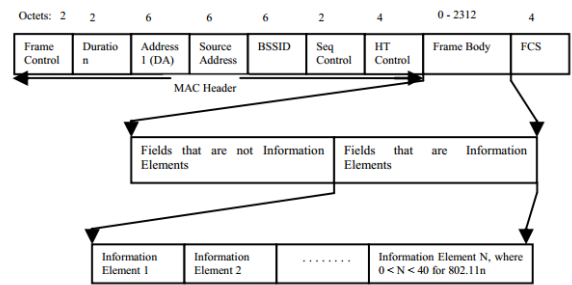 Octets: 2 2 6 6 6 2 4 0 - 2312 4
Frame Control
Duratio n
Address 1 (DA)
Source Address
BSSID
Seq Control
HT Control
Frame Body
FCS
MAC Header
Fields that are not Information
Elements
Fields that are Information
Elements
Information
Element 1
Information
Element 2
. . . . . . . .
Information Element N, where
0 < N < 40 for 802.11n